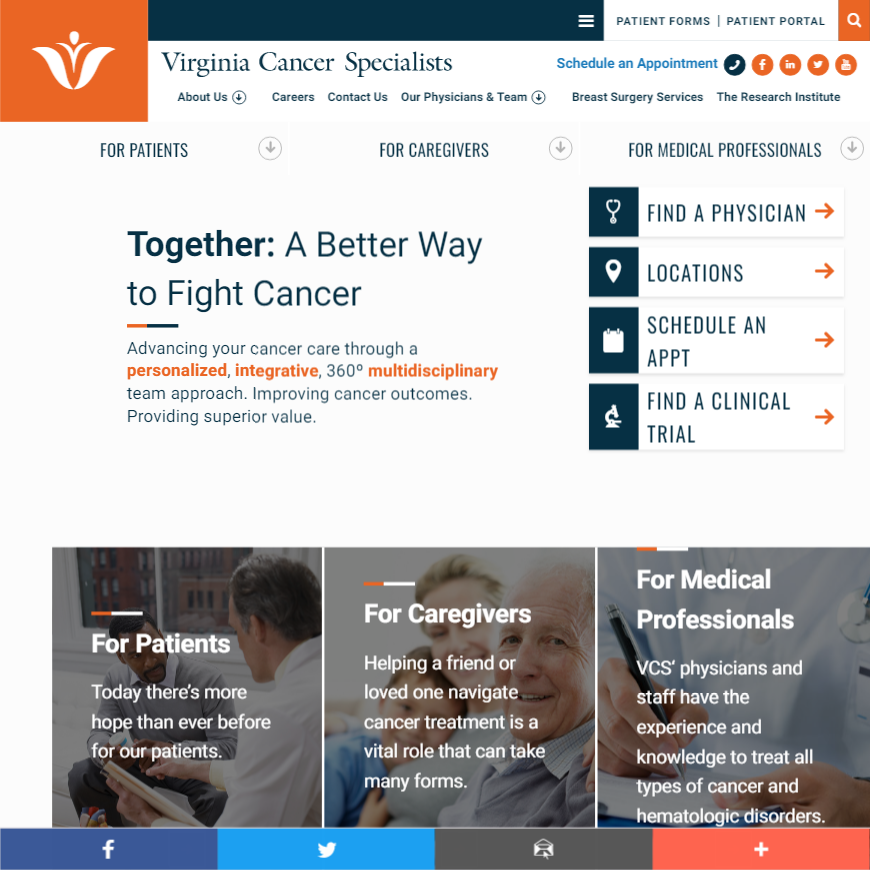 PATIENT FORMS | PATIENT PORTAL
Virginia Cancer Specialists
Schedule an Appointment
About Us
Careers
Contact Us
Our Physicians & Team
Breast Surgery Services
The Research Institute
FOR PATIENTS
FOR CAREGIVERS
FOR MEDICAL PROFESSIONALS
Together: A Better Way
to Fight Cancer
Advancing your cancer care through a
personalized, integrative, 360º multidisciplinary
team approach. Improving cancer outcomes.
Providing superior value.
FIND A PHYSICIAN
LOCATIONS
SCHEDULE AN
APPT
FIND A CLINICAL
TRIAL
For Patients
Today there’s more
hope than ever before
for our patients.
For Caregivers
Helping a friend or
loved one navigate
cancer treatment is a
vital role that can take
many forms.
For Medical
Professionals
VCS‘ physicians and
staff have the
experience and
knowledge to treat all
types of cancer and
hematologic disorders.